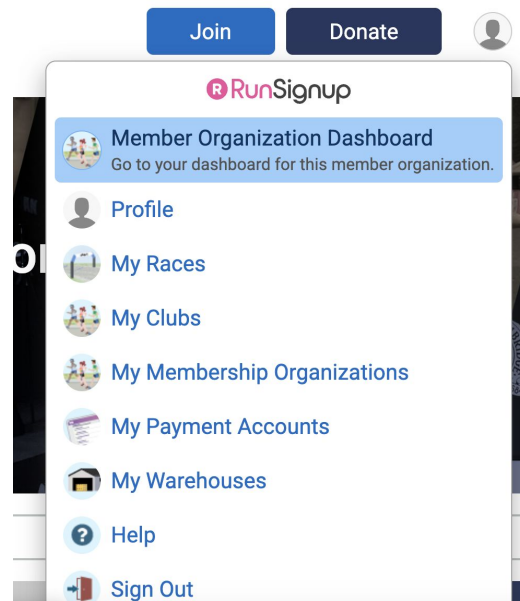 Join
Donate
RunSignup
Member Organization Dashboard
Go to your dashboard for this member organization.
Profile
My Races
My Clubs
My Membership Organizations
My Payment Accounts
My Warehouses
Help
Sign Out